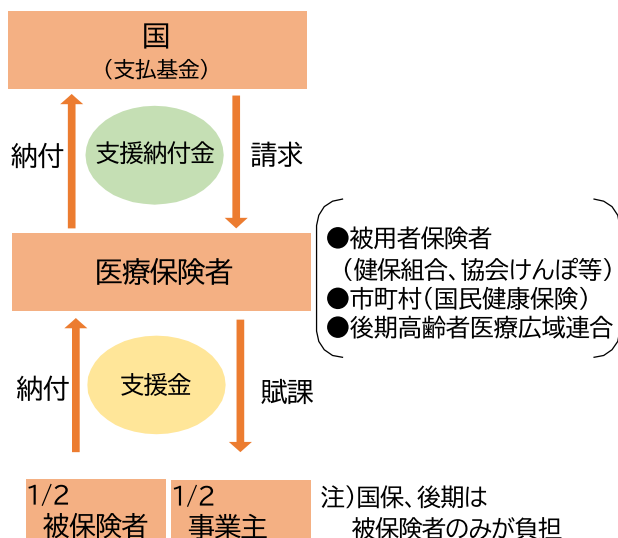 国
（支払基金）
納付
支援納付金
請求
●被用者保険者
（健保組合、協会けんぽ等）
医療保険者
●市町村（国民健康保険）
●後期高齢者医療広域連合
納付
支援金
賦課
1/2
被保険者
1/2
事業主
注）国保、後期は
被保険者のみが負担